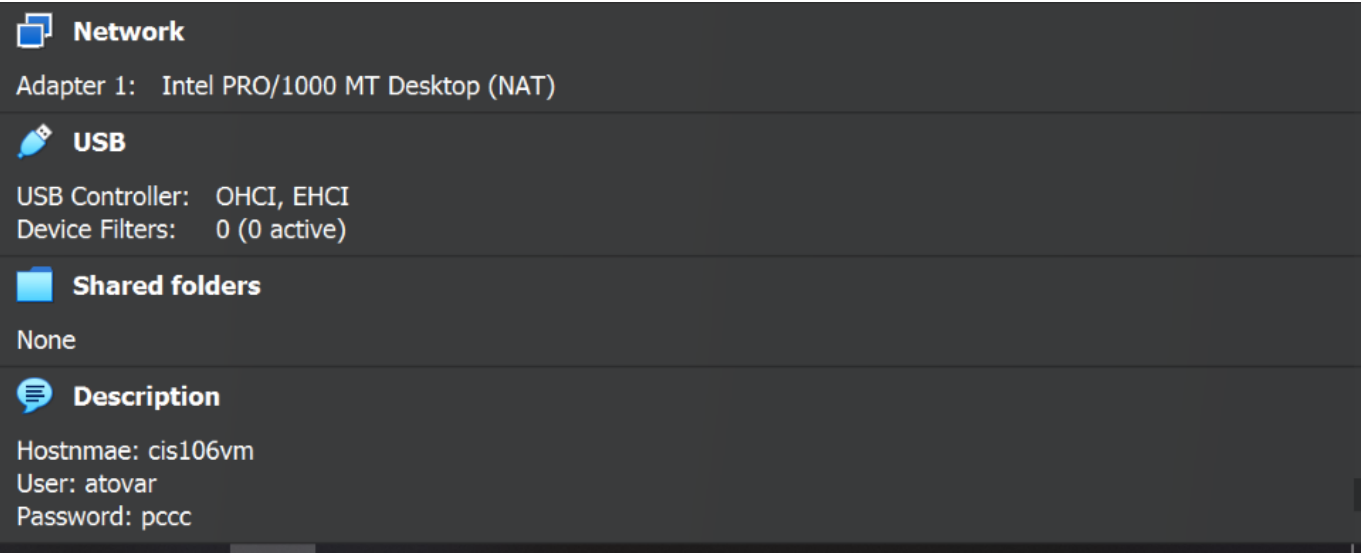 Network
Adapter 1: Intel PRO/1000 MT Desktop (NAT)
USB
USB Controller: OHCI, EHCI
Device Filters: 0 (0 active)
Shared folders
None
Description
Hostnmae: cis106vm
User: atovar
Password: pccc